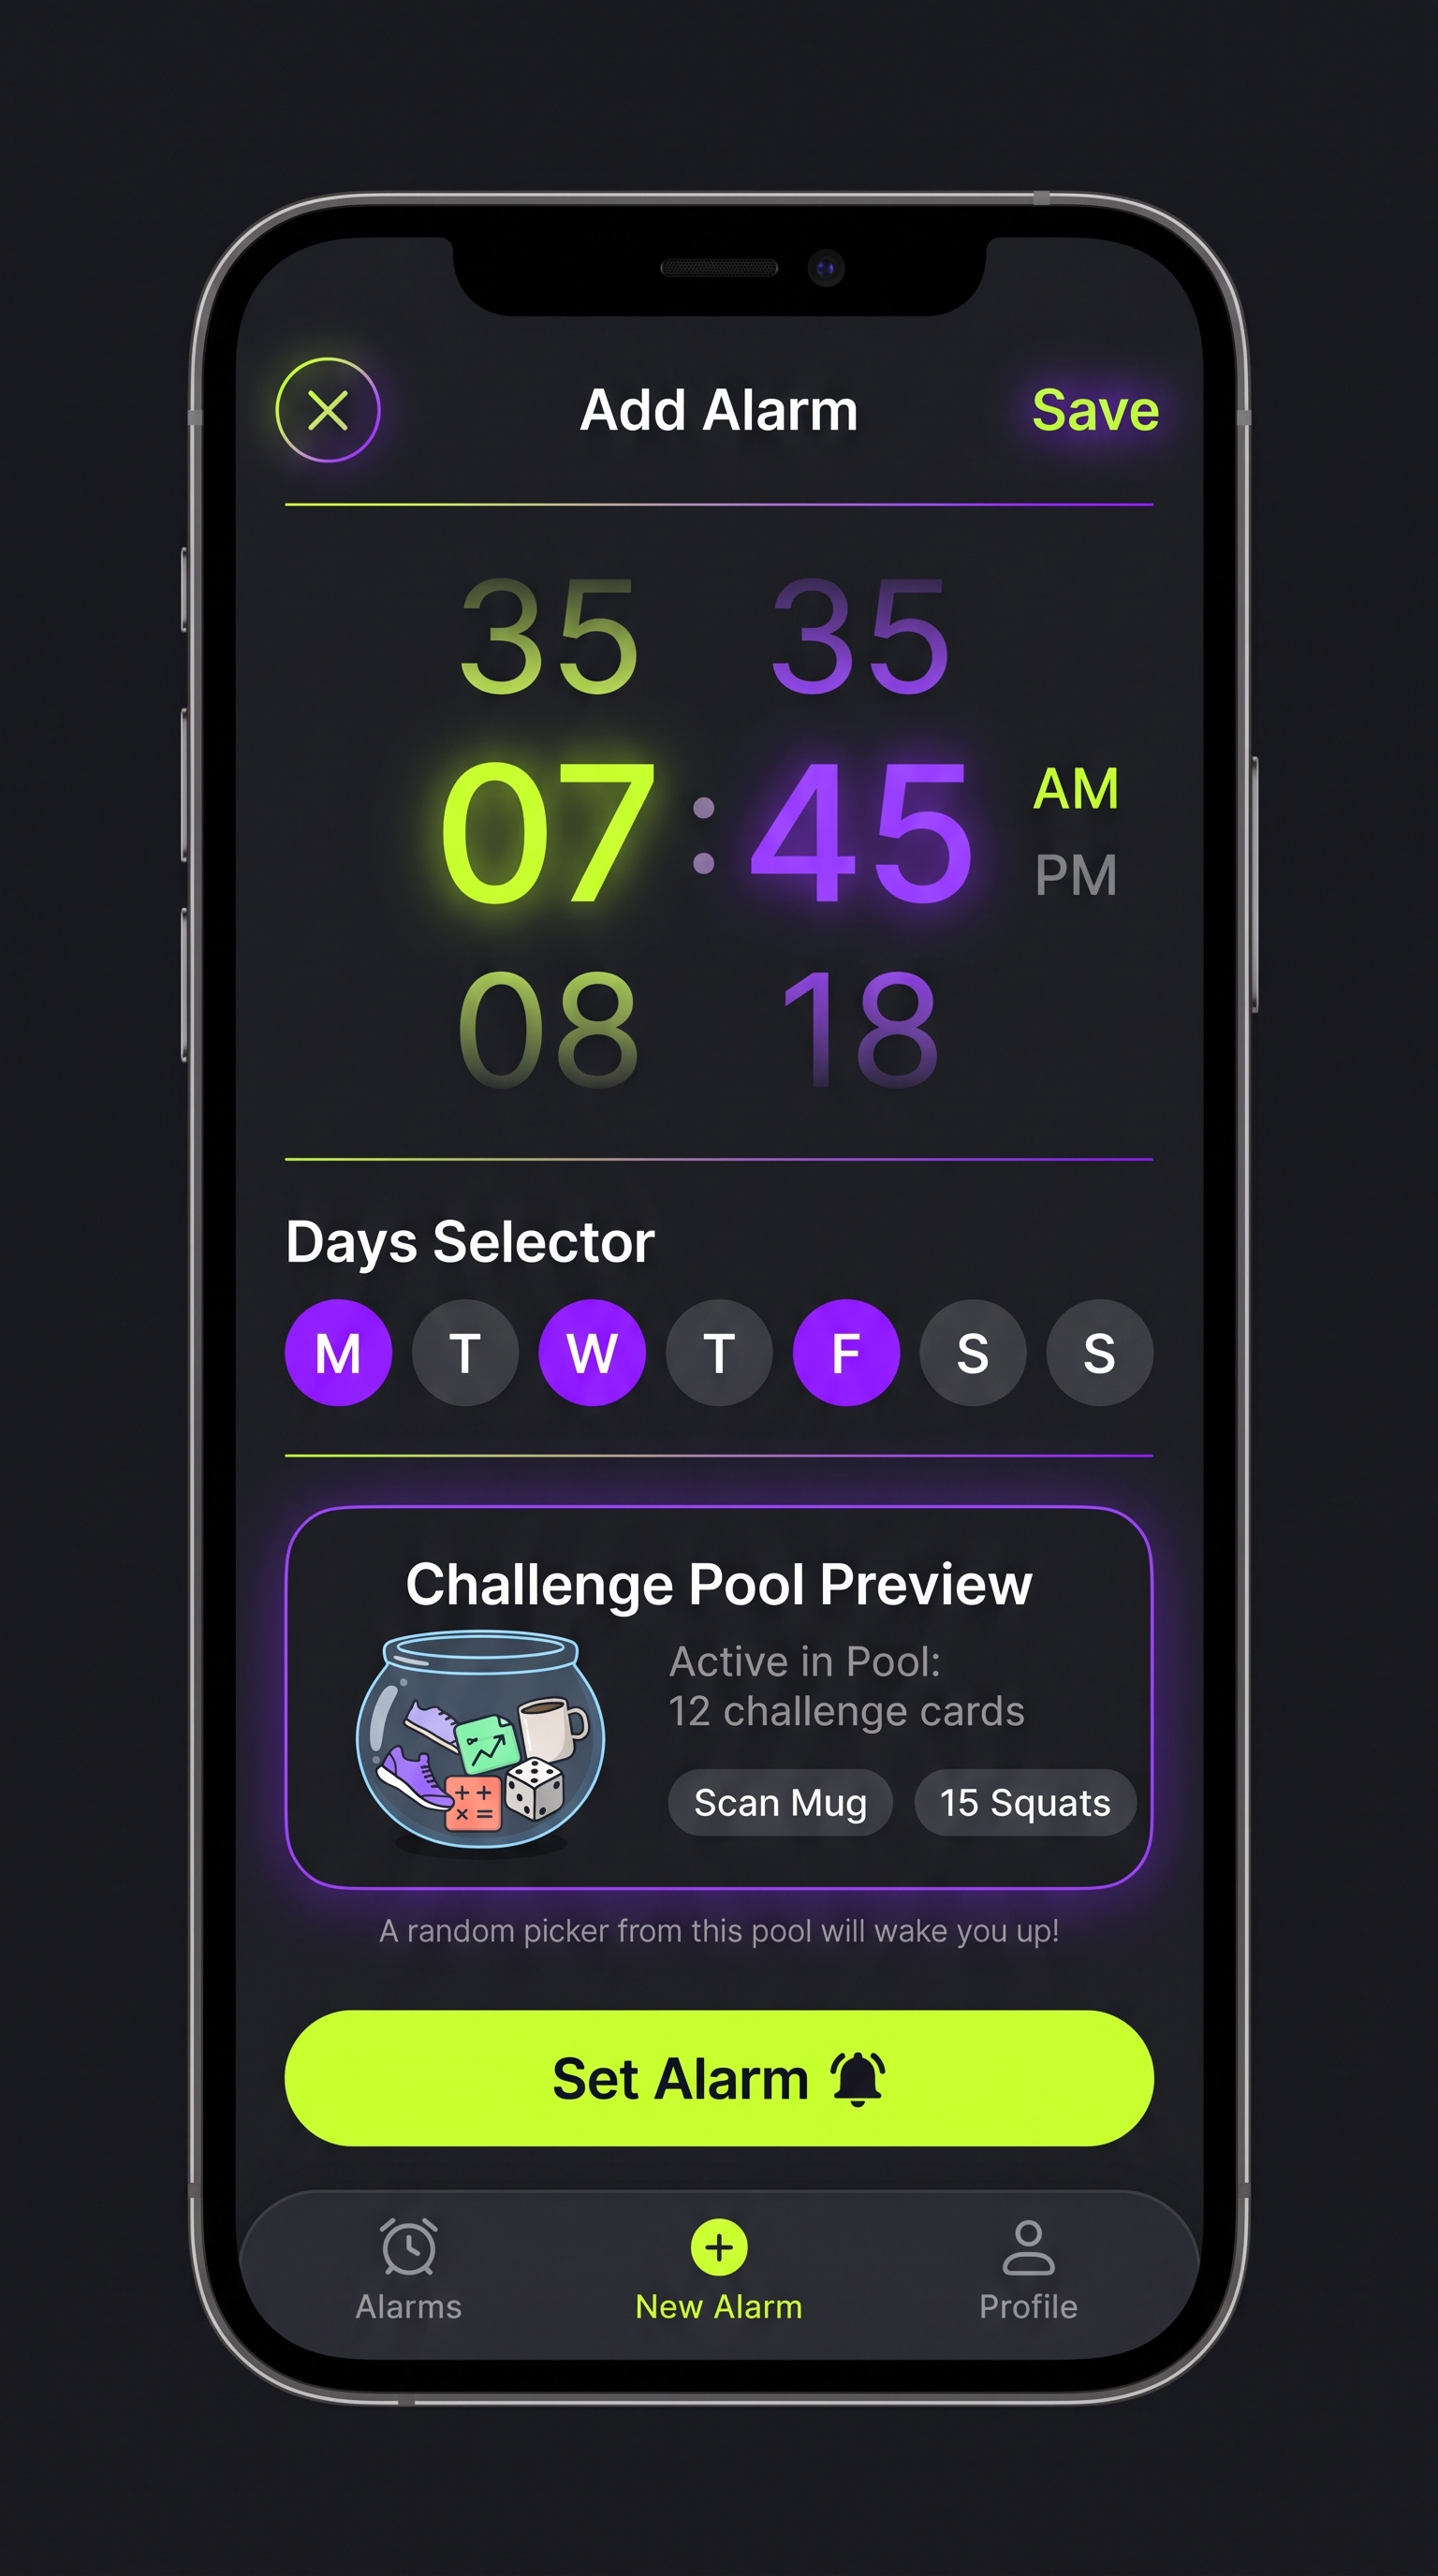 Add Alarm Save
35 35
07 : 45 AM
PM
08 18
Days Selector
M T W T F S S
Challenge Pool Preview
Active in Pool:
12 challenge cards
Scan Mug 15 Squats
A random picker from this pool will wake you up!
Set Alarm
Alarms New Alarm Profile